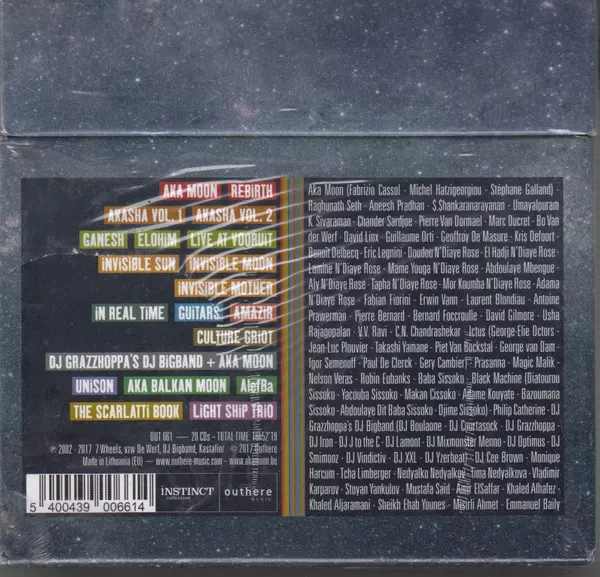 AKA MOON REBIRTH
AKASHA VOL.1 AKASHA VOL. 2
GANESH ELOHIM LIVE AT VOORUIT
INVISIBLE SUN INVISIBLE MOON
INVISIBLE MOTHER
IN REAL TIME GUITARS AMAZIR
CULTURE GRIOT
DJ GRAZZHOPPA'S DJ BIGBAND + AKA MOON
UNISON AKA BALKAN MOON AlefBa
THE SCARLATTI BOOK LIGHT SHIP TRIO
OUT 661 — 20 CDs - TOTAL TIME
℗ 2002 - 2017 7 Wheels, vzw De Werf, DJ Bigband, Kastafior © 2017 Outhere
Made in Lithuania (EU) — www.outhere-music.com — www.akamoon.be
5 400439 006614
INSTINCT
collection
outhere
MUSIC
Aka Moon (Fabrizio Cassol - Michel Hatzigeorgiou - Stéphane Galland) -
Raghunath Seth - Aneesh Pradhan - S.Shankaranarayanan - Umayalpuram
K. Sivaraman - Chander Sardjoe - Pierre Van Dormael - Marc Ducret - Bo Van
der Werf - David Linx - Guillaume Orti - Geoffroy De Masure - Kris Defoort -
Benoît Delbecq - Eric Legnini - Doudou N'Diaye Rose - El Hadji N'Diaye Rose -
Lamine N'Diaye Rose - Mame Youga N'Diaye Rose - Abdoulaye Mbengue -
Aly N'Diaye Rose - Tapha N'Diaye Rose - Mor Koumba N'Diaye Rose - Adama
N'Diaye Rose - Fabian Fiorini - Erwin Vann - Laurent Blondiau - Antoine
Prawerman - Pierre Bernard - Bernard Foccroulle - David Gilmore - Usha
Rajagopalan - V.V. Ravi - C.N. Chandrashekar - Ictus (George-Elie Octors -
Jean-Luc Plouvier - Takashi Yamane - Piet Van Bockstal - George van Dam -
Igor Semenoff - Paul De Clerck - Gery Cambier) - Prasanna - Magic Malik -
Nelson Veras - Robin Eubanks - Baba Sissoko - Black Machine (Diatourou
Sissoko - Yacouba Sissoko - Makan Cissoko - Adama Kouyate - Bazoumana
Sissoko - Abdoulaye Dit Baba Sissoko - Djime Sissoko) - Philip Catherine - DJ
Grazzhoppa's DJ Bigband (DJ Boulaone - DJ Courtasock - DJ Grazzhoppa -
DJ Iron - DJ J to the C - DJ Lamont - DJ Mixmonster Menno - DJ Optimus - DJ
Smimooz - DJ Vindictiv - DJ XXL - DJ Yzerbeat) - DJ Cee Brown - Monique
Harcum - Tcha Limberger - Nedyalko Nedyalkov - Tima Nedyalkova - Vladimir
Karparov - Stoyan Yankulov - Mustafa Saïd - Amir ElSaffar - Khaled Alhafez -
Khaled Aljaramani - Sheikh Ehab Younes - Misirli Ahmet - Emmanuel Baily